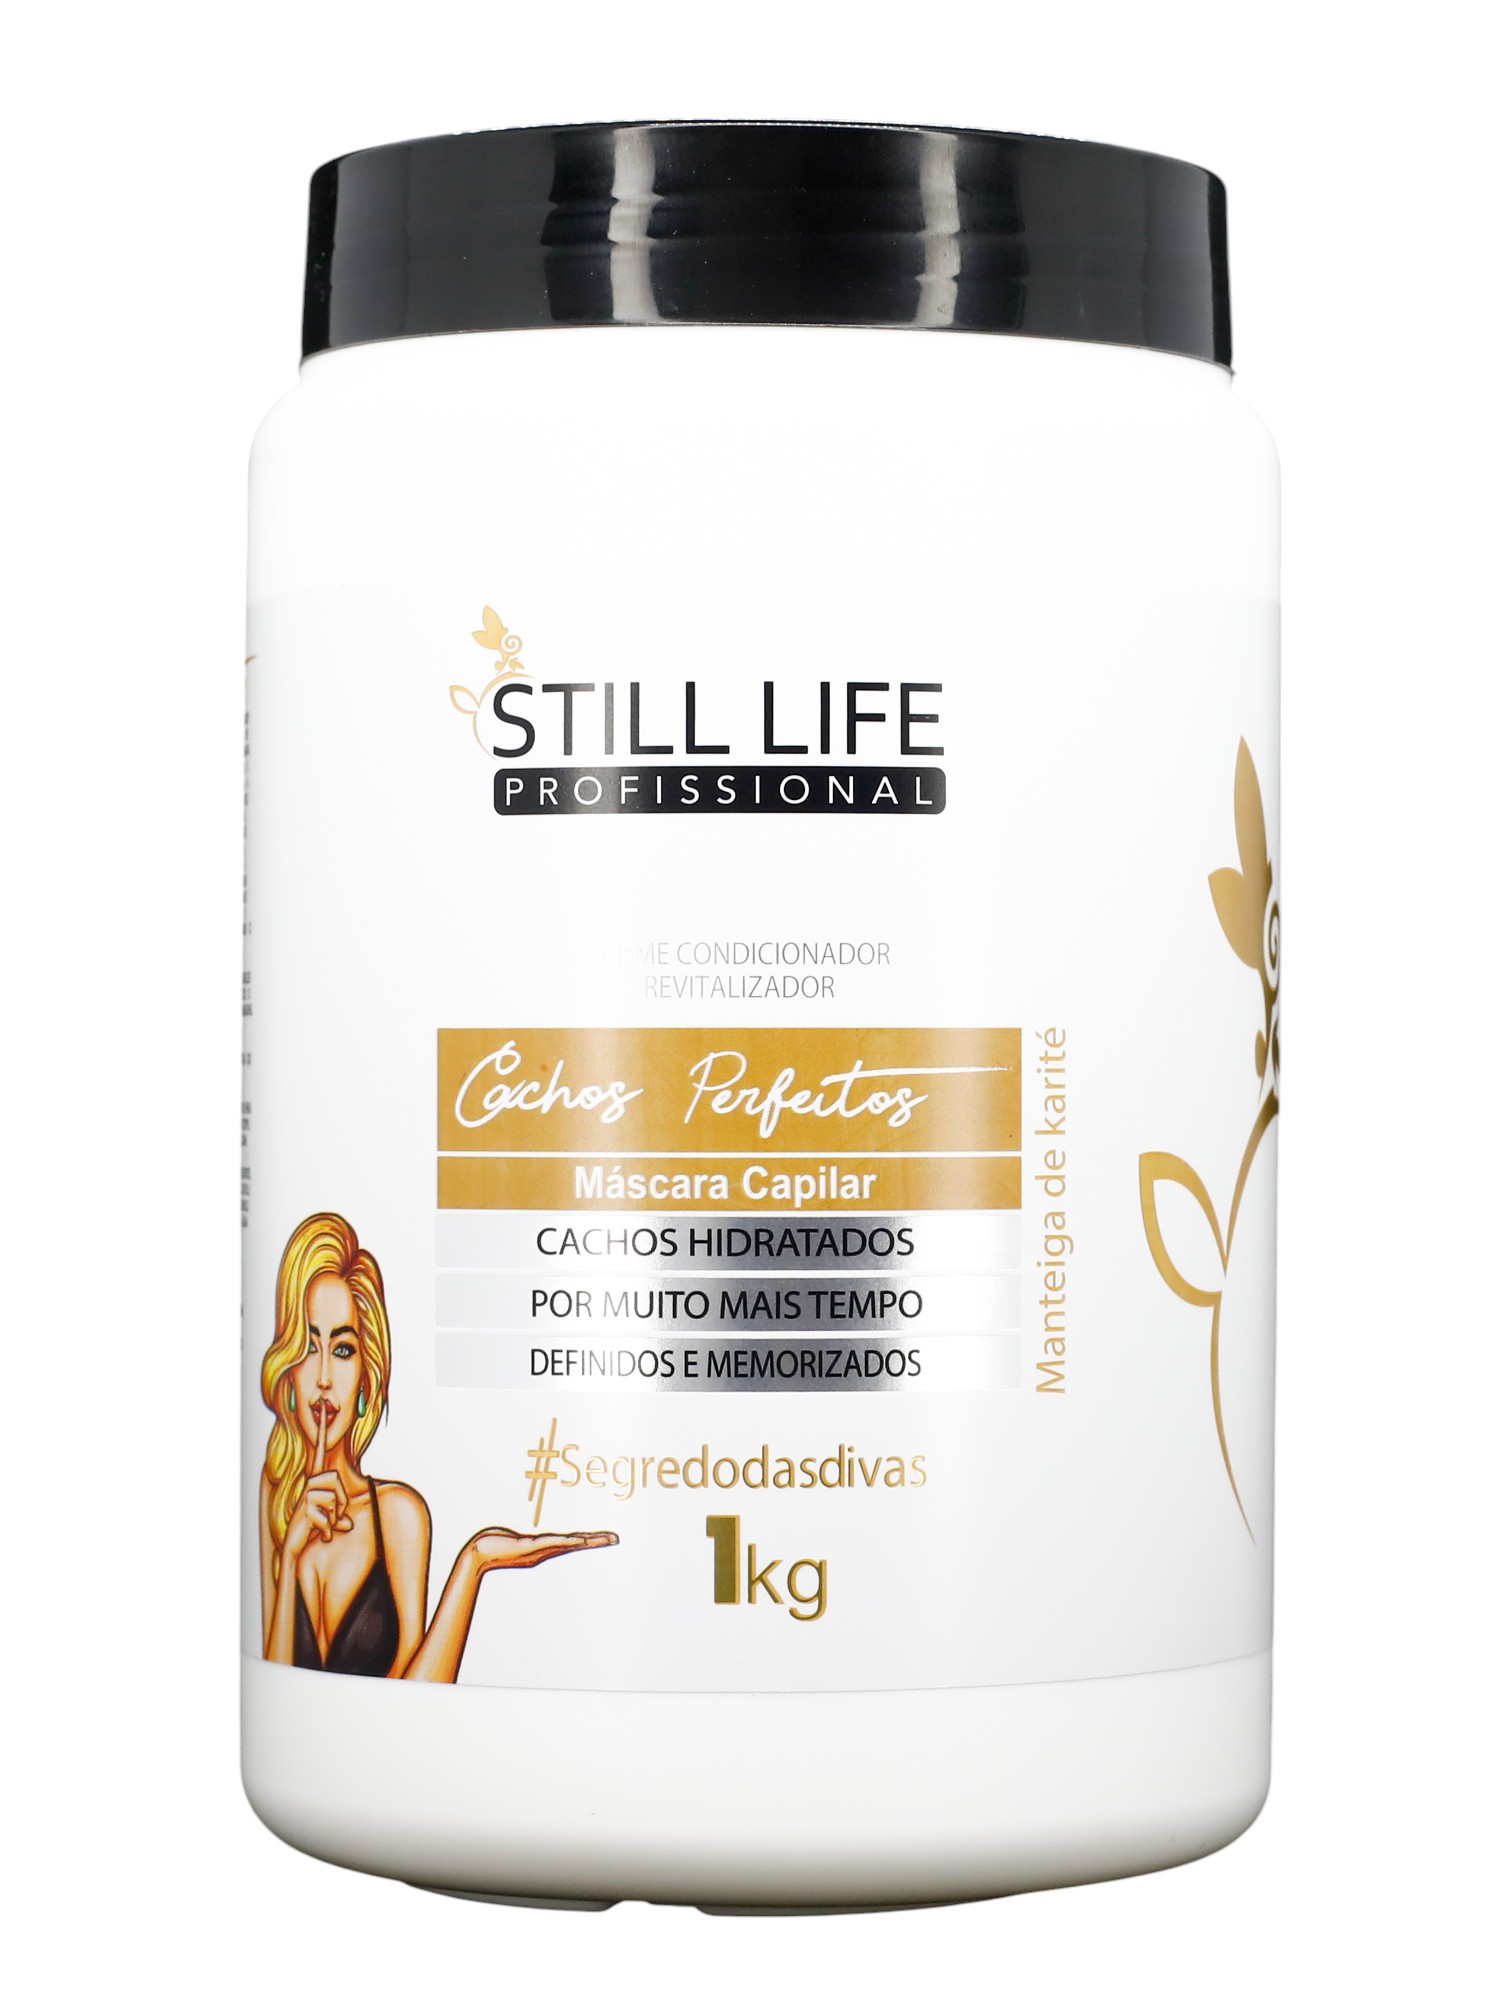 STILL LIFE
PROFISSIONAL
CONDICIONADOR
REVITALIZADOR
Cachos Perfeitos
Máscara Capilar
CACHOS HIDRATADOS
POR MUITO MAIS TEMPO
DEFINIDOS E MEMORIZADOS
Manteiga de karité
#Segredodasdivas
1kg